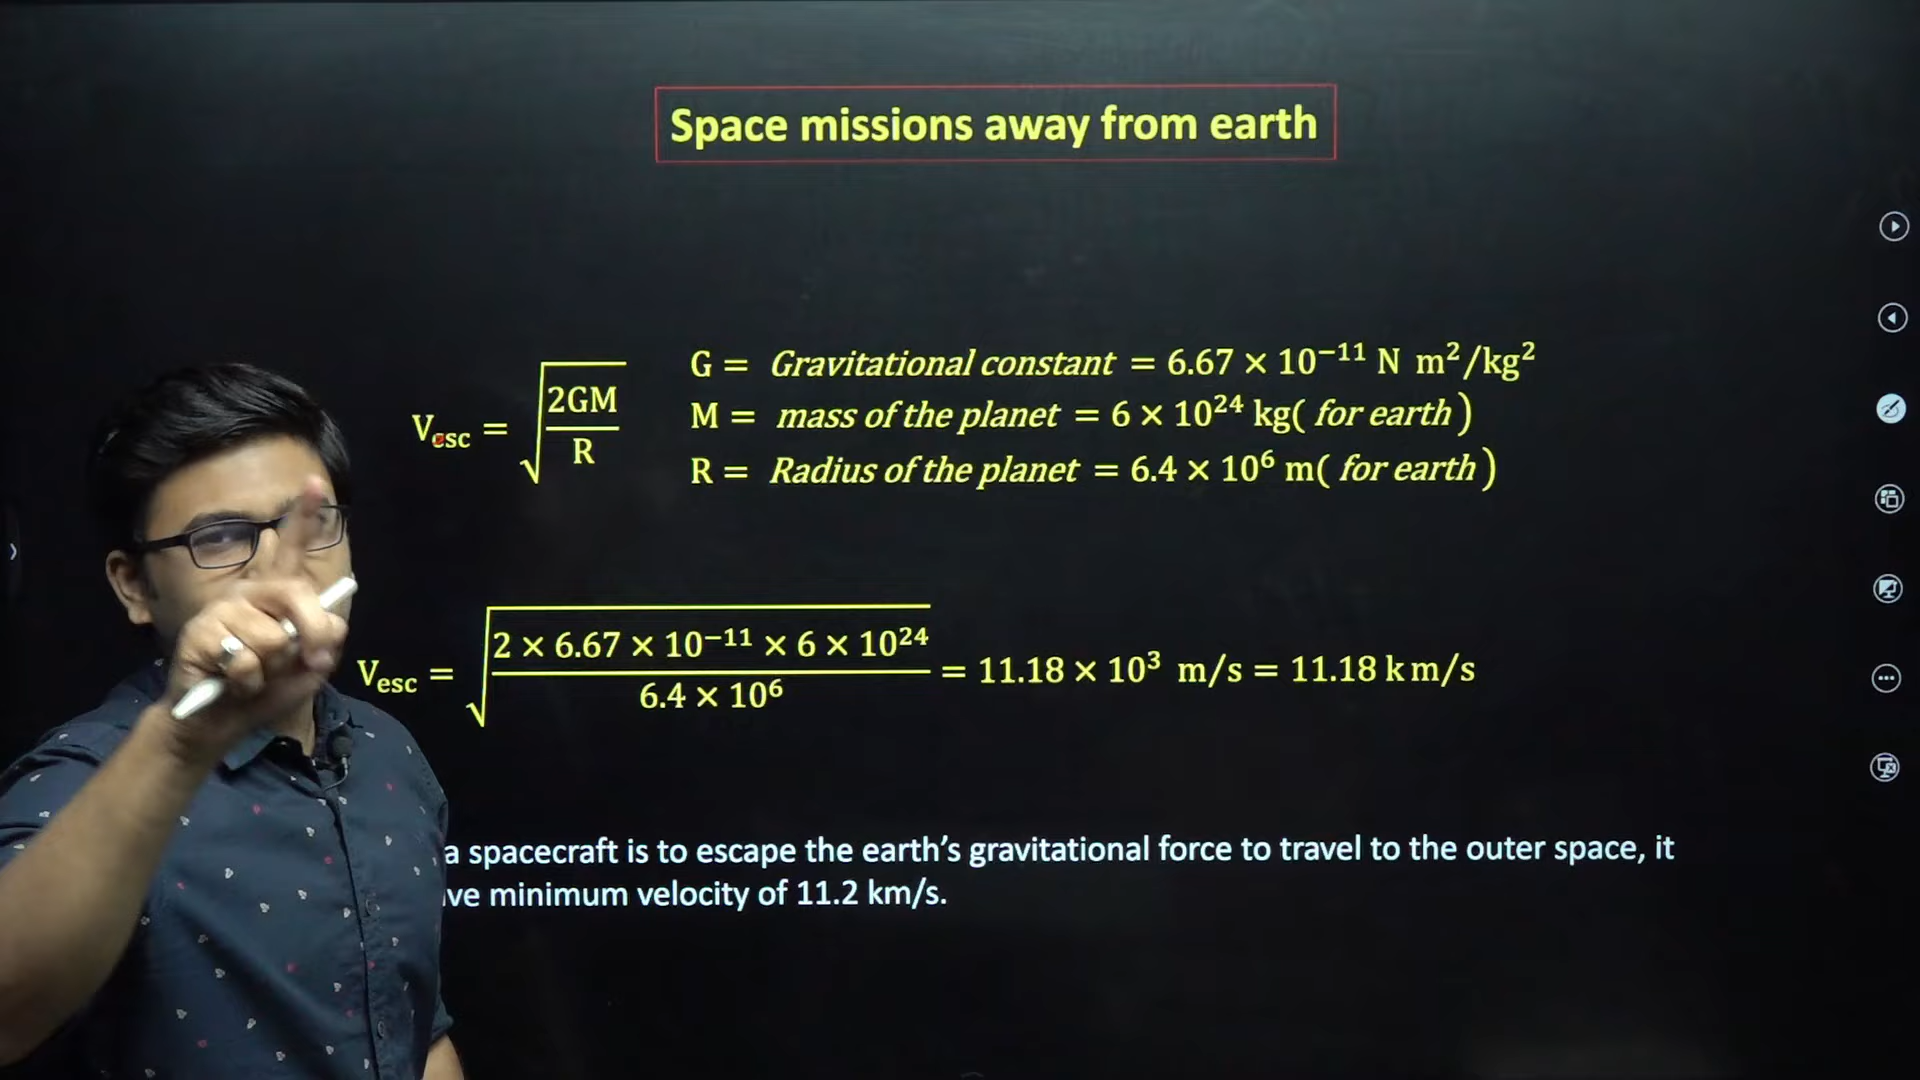 Space missions away from earth
V_esc = √(2GM/R)
G = Gravitational constant = 6.67 × 10⁻¹¹ N m²/kg²
M = mass of the planet = 6 × 10²⁴ kg( for earth )
R = Radius of the planet = 6.4 × 10⁶ m( for earth )
V_esc = √(2 × 6.67 × 10⁻¹¹ × 6 × 10²⁴ / 6.4 × 10⁶) = 11.18 × 10³ m/s = 11.18 km/s
a spacecraft is to escape the earth’s gravitational force to travel to the outer space, it
minimum velocity of 11.2 km/s.